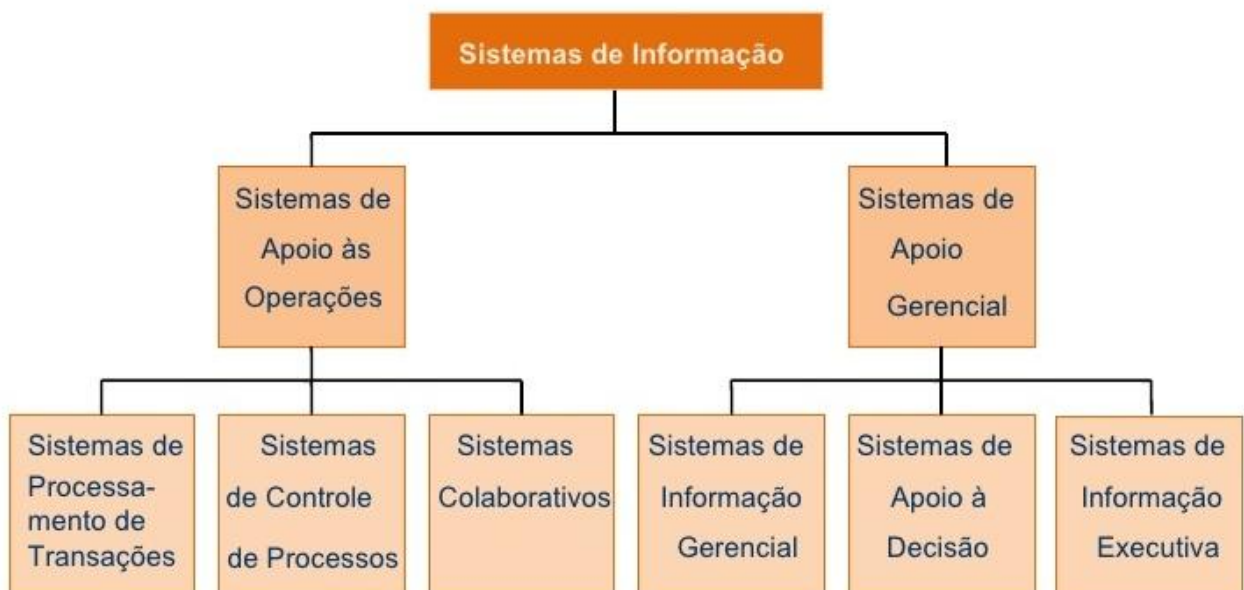 Sistemas de Informação
Sistemas de
Apoio às
Operações
Sistemas de
Apoio
Gerencial
Sistemas de
Processa-
mento de
Transações
Sistemas
de Controle
de Processos
Sistemas
Colaborativos
Sistemas de
Informação
Gerencial
Sistemas de
Apoio à
Decisão
Sistemas de
Informação
Executiva